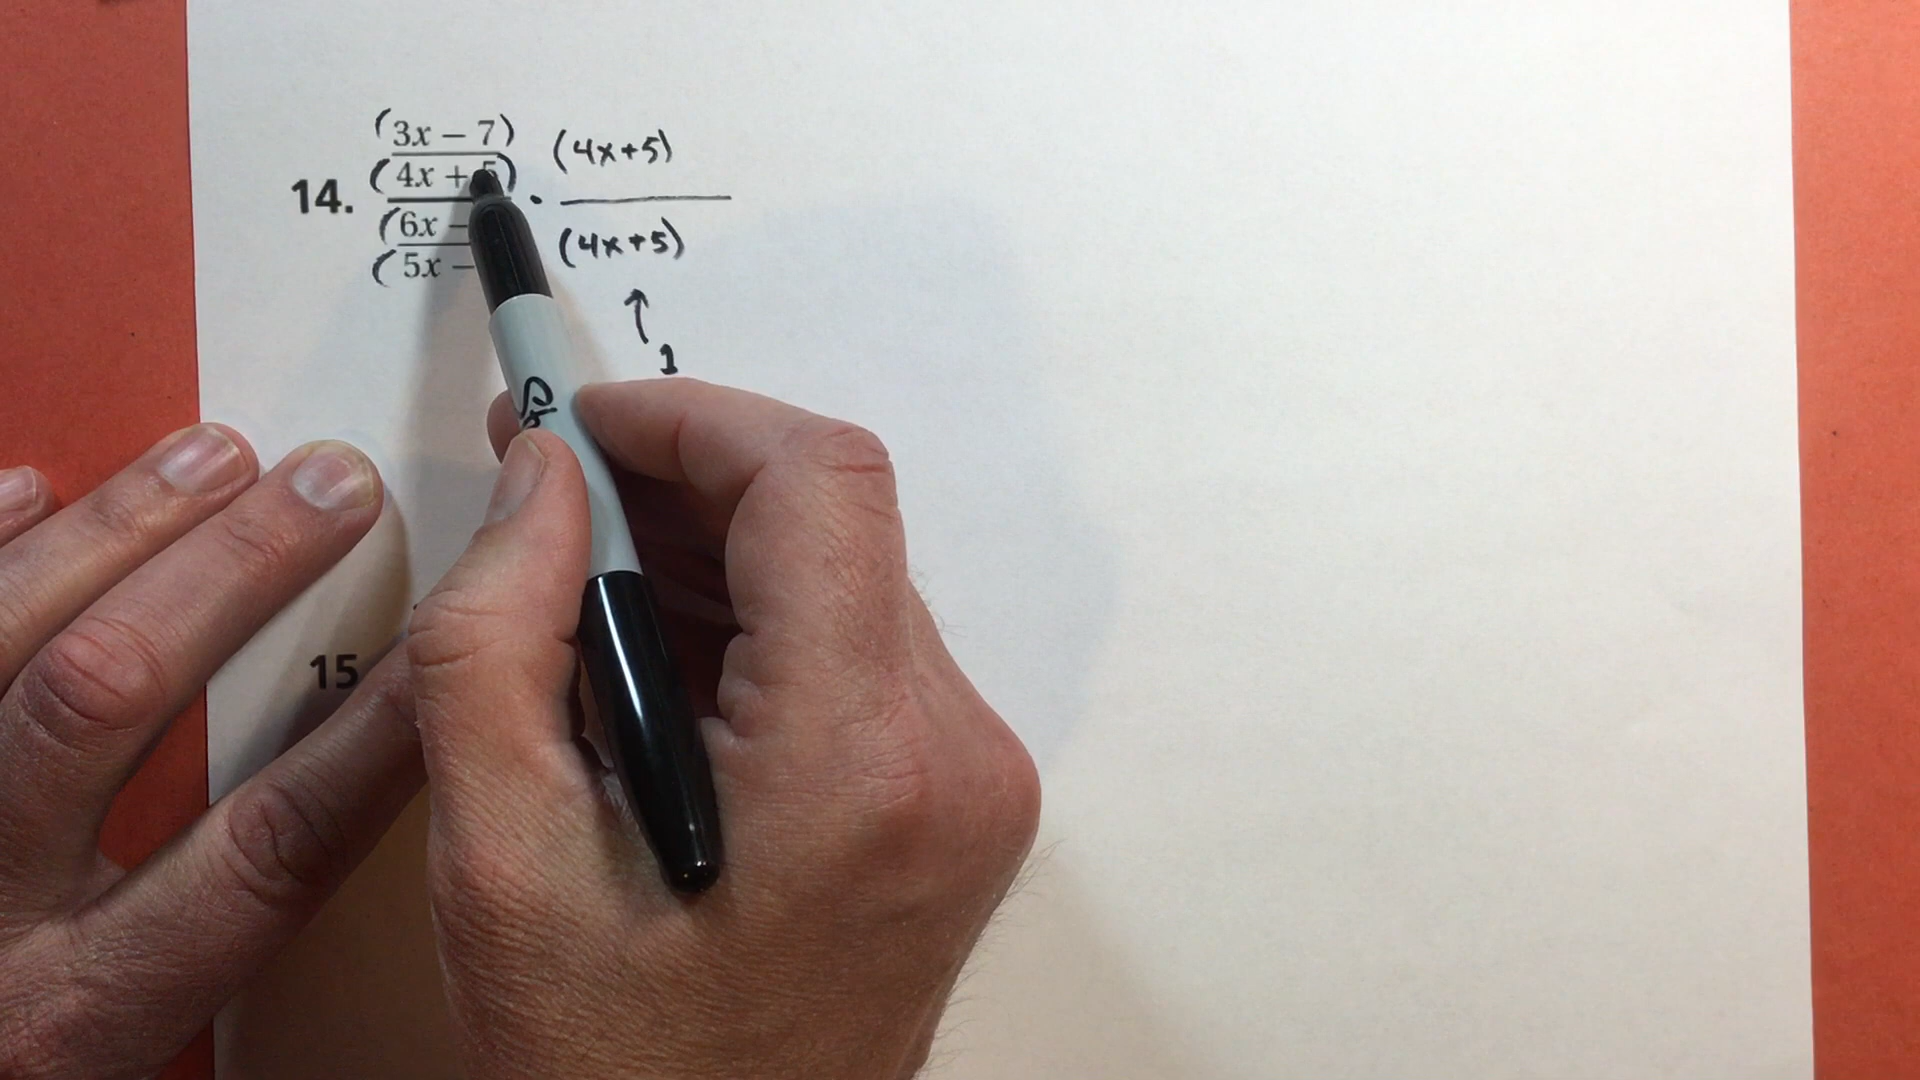 14.
(3x − 7)
(4x + 5)
(6x −
(5x −
· (4x+5)
(4x+5)
↑
1
15